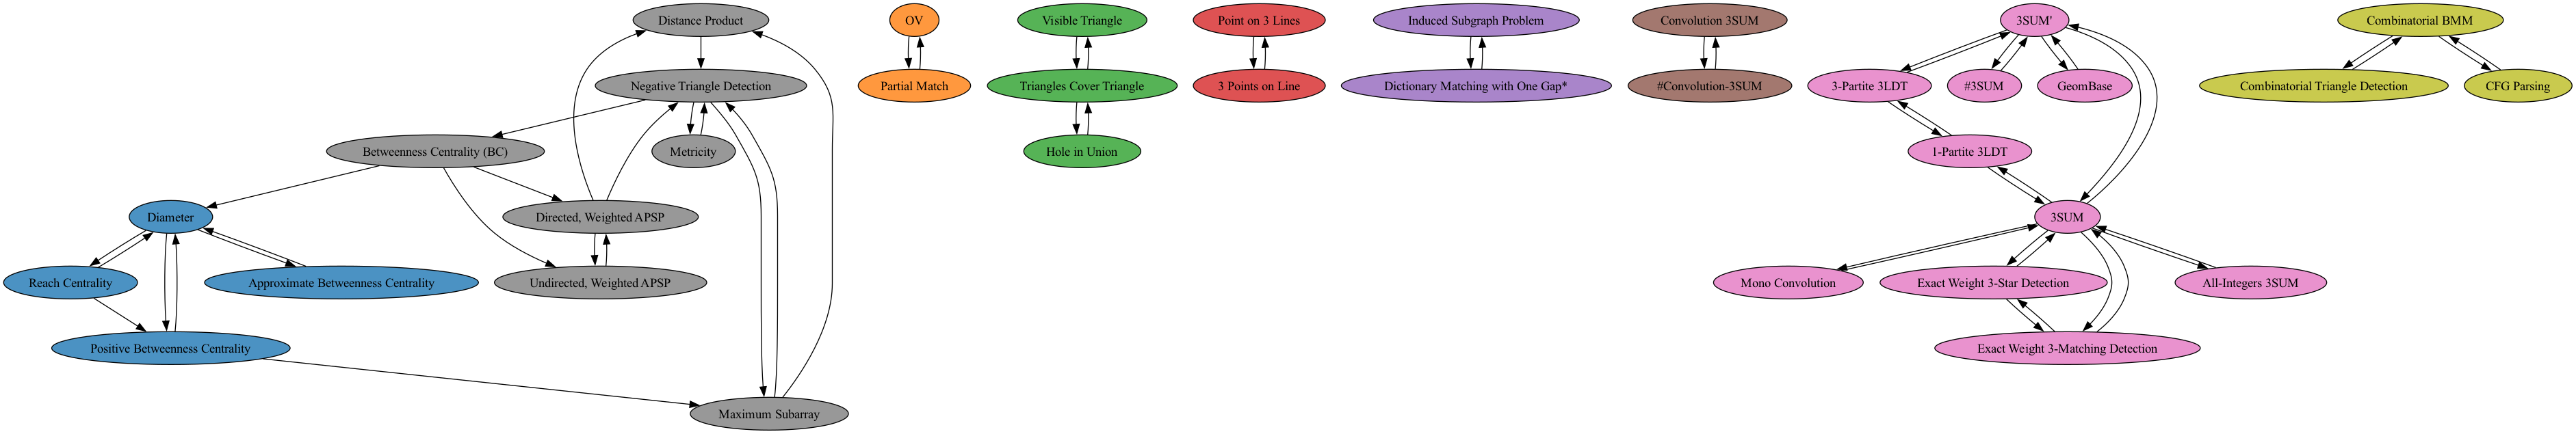 Distance Product
OV
Visible Triangle
Point on 3 Lines
Induced Subgraph Problem
Convolution 3SUM
3SUM'
Combinatorial BMM
Negative Triangle Detection
Partial Match
Triangles Cover Triangle
3 Points on Line
Dictionary Matching with One Gap*
#Convolution-3SUM
3-Partite 3LDT
#3SUM
GeomBase
Combinatorial Triangle Detection
CFG Parsing
Betweenness Centrality (BC)
Metricity
Hole in Union
1-Partite 3LDT
Diameter
Directed, Weighted APSP
3SUM
Reach Centrality
Approximate Betweenness Centrality
Undirected, Weighted APSP
Mono Convolution
Exact Weight 3-Star Detection
All-Integers 3SUM
Positive Betweenness Centrality
Exact Weight 3-Matching Detection
Maximum Subarray